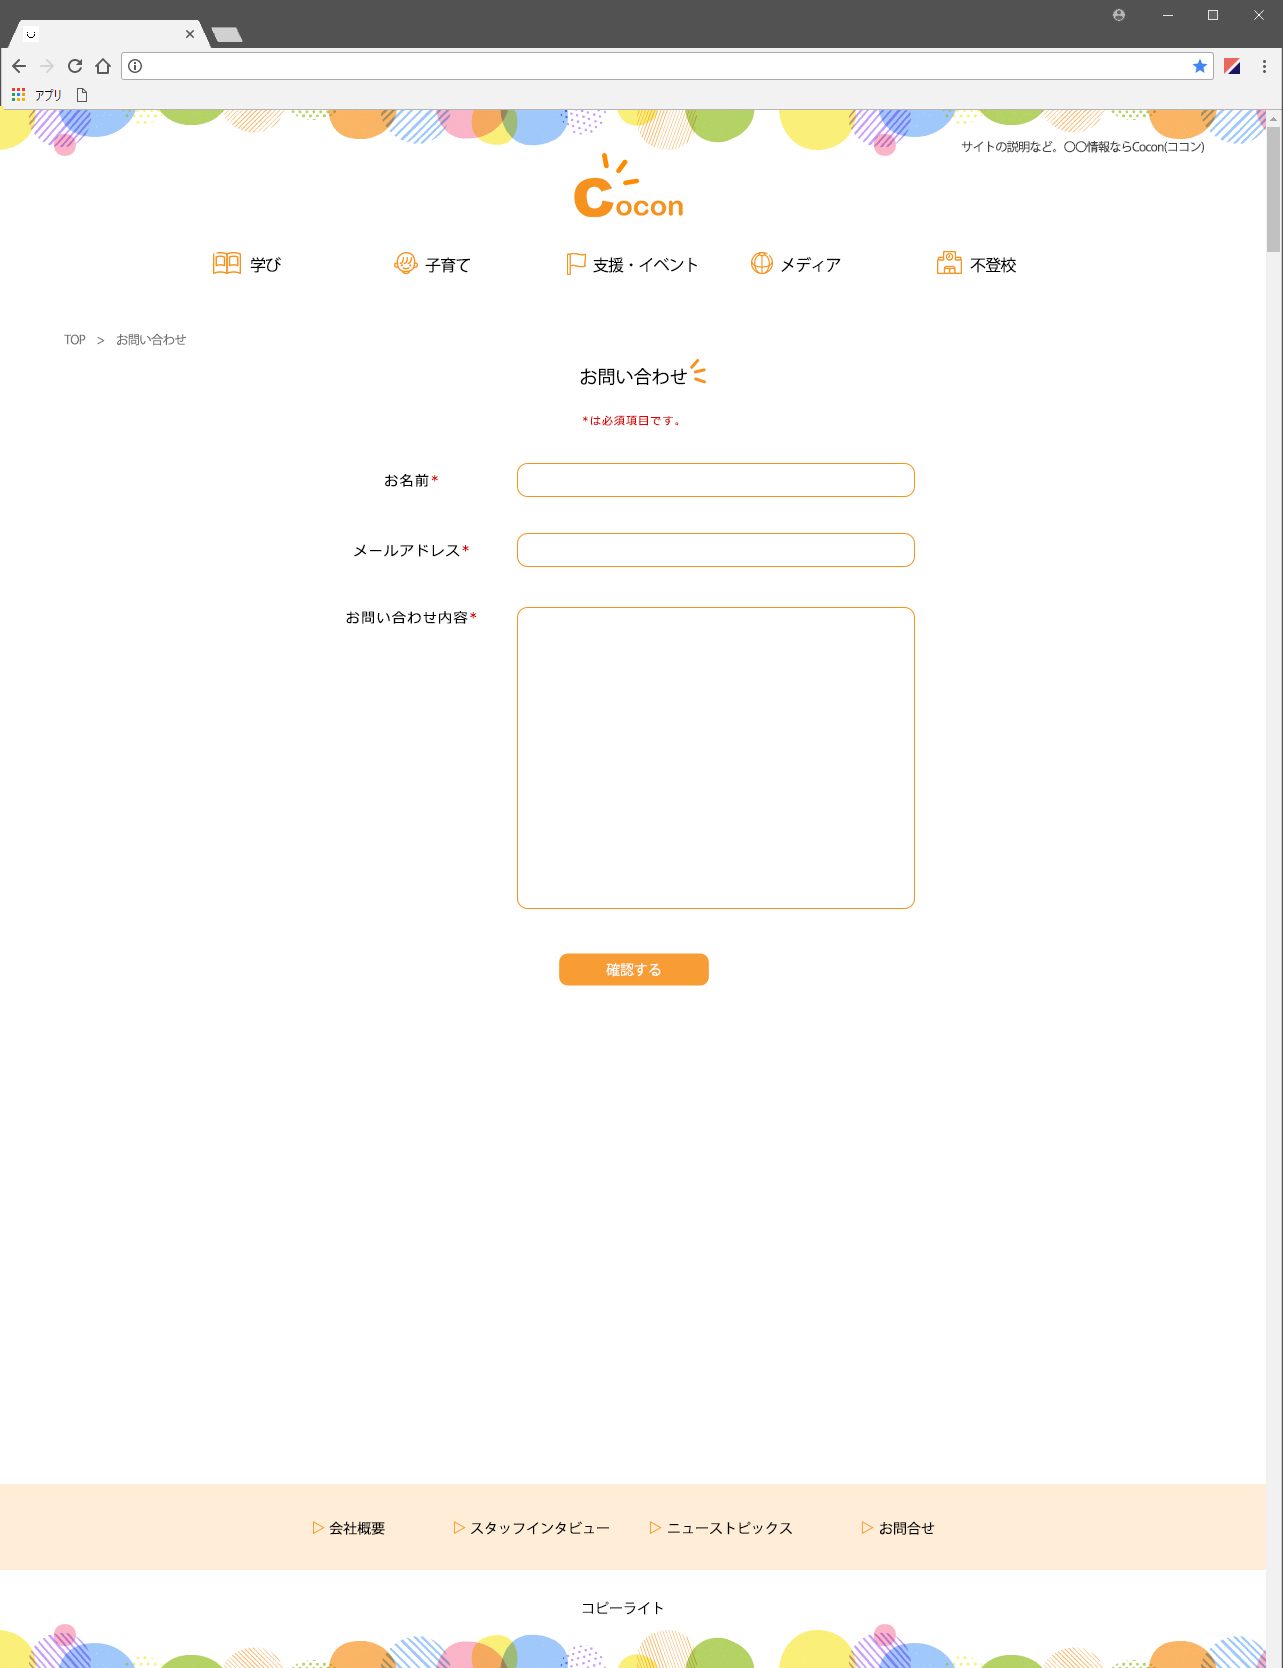 アプリ
サイトの説明など。〇〇情報ならCocon(ココン)
Cocon
学び
子育て
支援・イベント
メディア
不登校
TOP > お問い合わせ
お問い合わせ
*は必須項目です。
お名前*
メールアドレス*
お問い合わせ内容*
確認する
▷ 会社概要
▷ スタッフインタビュー
▷ ニューストピックス
▷ お問合せ
コピーライト